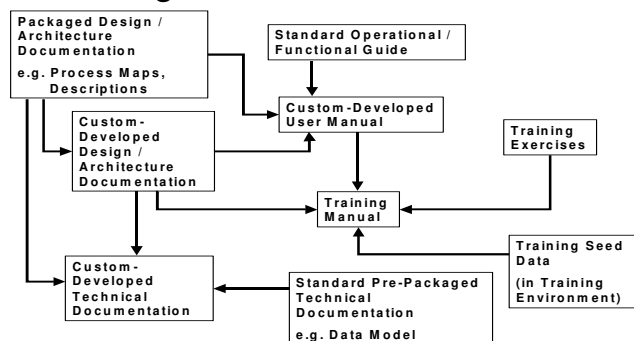 Packaged Design /
Architecture
Documentation
e.g. Process Maps,
Descriptions
Standard Operational /
Functional Guide
Custom-Developed
User Manual
Custom-
Developed
Design /
Architecture
Documentation
Training
Exercises
Training
Manual
Custom-
Developed
Technical
Documentation
Standard Pre-Packaged
Technical
Documentation
e.g. Data Model
Training Seed
Data
(in Training
Environment)